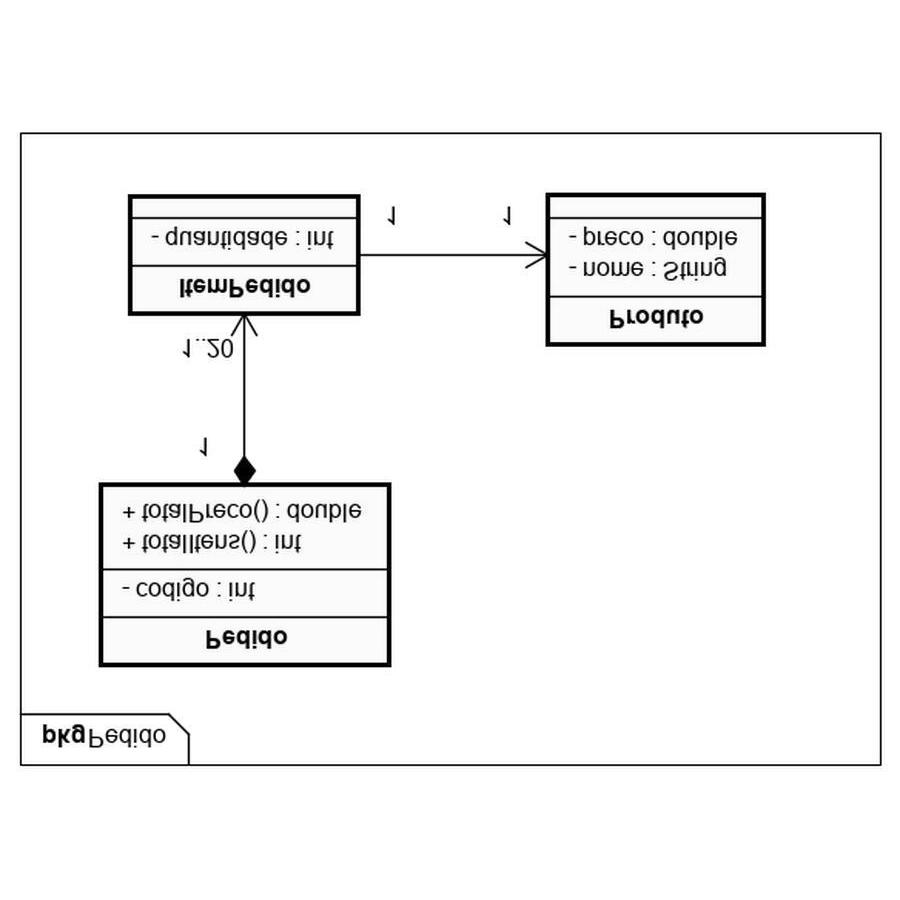 pkgPedido
Pedido
- codigo : int
+ totalItens() : int
+ totalPreco() : double
1
1..20
ItemPedido
- quantidade : int
1
1
Produto
- nome : String
- preco : double